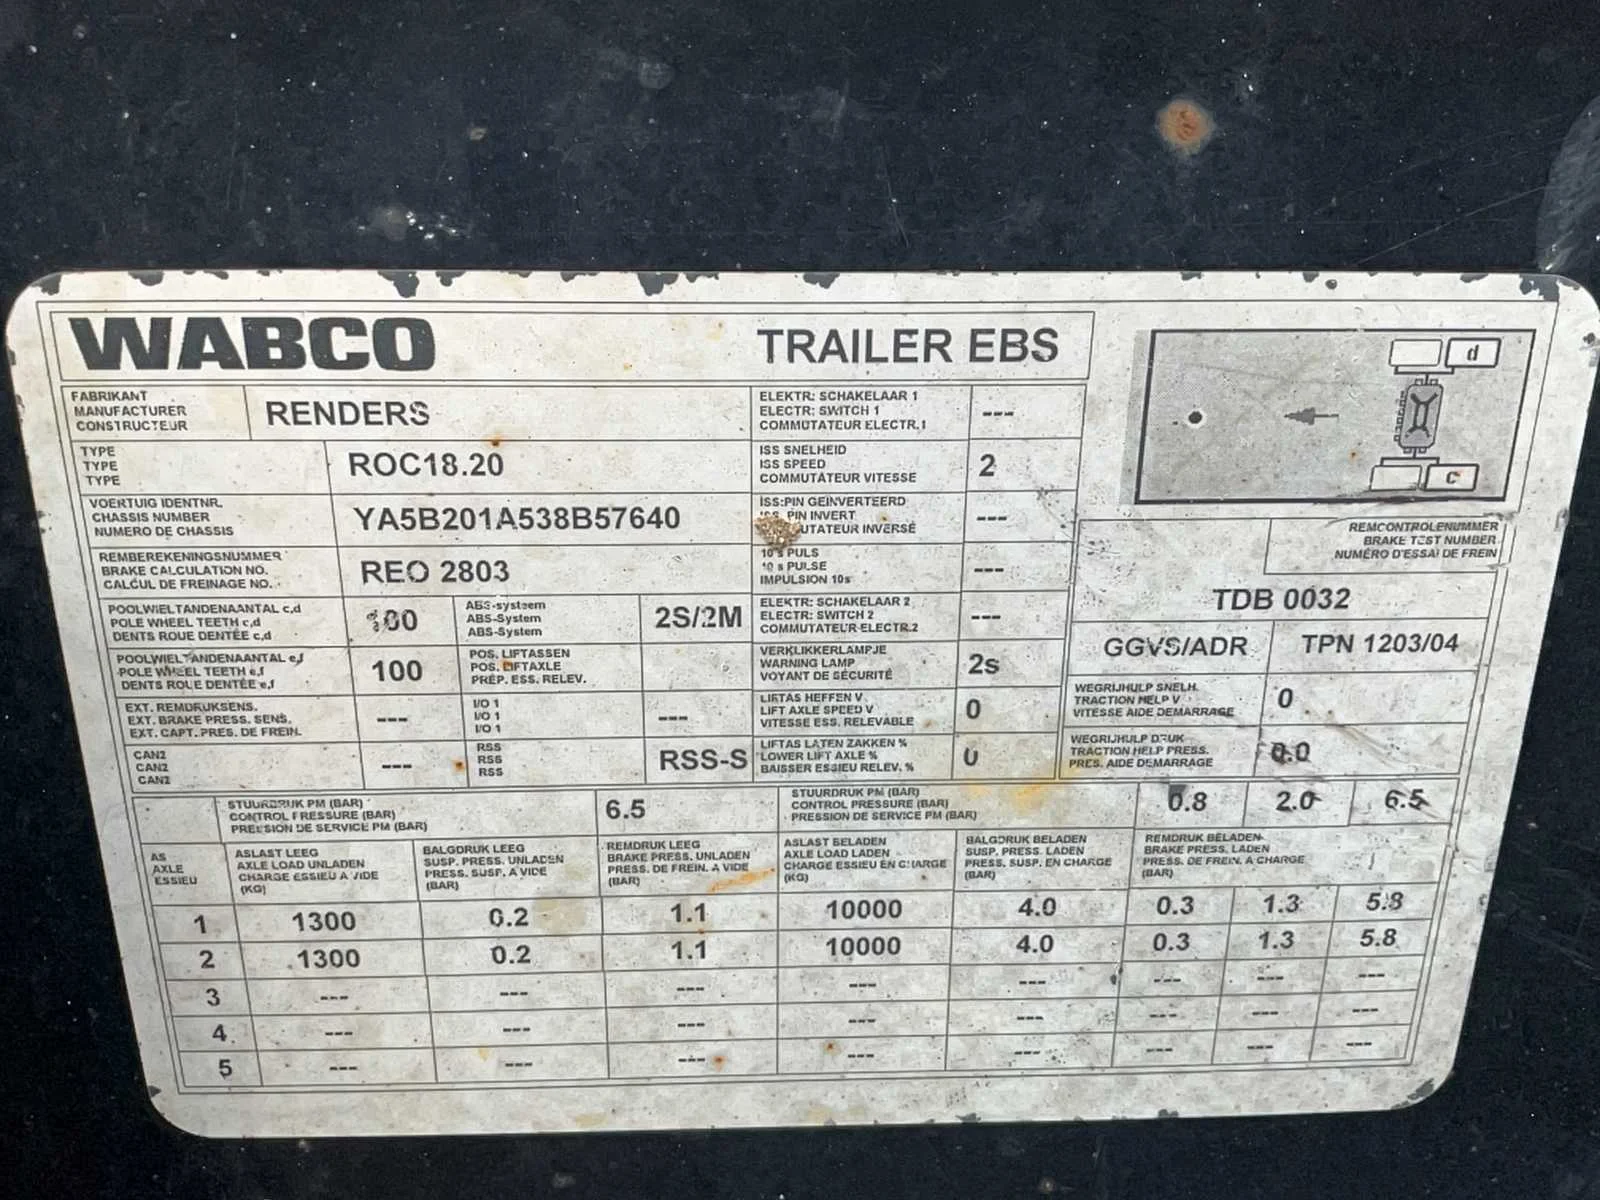 WABCO TRAILER EBS
FABRIKANT
MANUFACTURER
CONSTRUCTEUR
RENDERS
TYPE
TYPE
TYPE
ROC18.20
VOERTUIG IDENTNR.
CHASSIS NUMBER
NUMERO DE CHASSIS
YA5B201A538B57640
REMBEREKENINGSNUMMER
BRAKE CALCULATION NO.
CALCUL DE FREINAGE NO.
REO 2803
POOLWIELTANDENAANTAL c,d
POLE WHEEL TEETH c,d
DENTS ROUE DENTÉE c,d
100
ABS-systeem
ABS-System
ABS-System
2S/2M
POOLWIELTANDENAANTAL e,f
POLE WHEEL TEETH e,f
DENTS ROUE DENTÉE e,f
100
POS. LIFTASSEN
POS. LIFTAXLE
PRÉP. ESS. RELEV.
EXT. REMDRUKSENS.
EXT. BRAKE PRESS. SENS.
EXT. CAPT. PRES. DE FREIN.
---
I/O 1
I/O 1
I/O 1
---
CAN2
CAN2
CAN2
---
RSS
RSS
RSS
RSS-S
ELEKTR: SCHAKELAAR 1
ELECTR: SWITCH 1
COMMUTATEUR ELECTR.1
---
ISS SNELHEID
ISS SPEED
COMMUTATEUR VITESSE
2
ISS:PIN GEÏNVERTEERD
PIN INVERT
INVERSÉ
---
10 s PULS
10 s PULSE
IMPULSION 10s
---
ELEKTR: SCHAKELAAR 2
ELECTR: SWITCH 2
COMMUTATEUR ELECTR.2
---
VERKLIKKERLAMPJE
WARNING LAMP
VOYANT DE SÉCURITÉ
2s
LIFTAS HEFFEN V
LIFT AXLE SPEED V
VITESSE ESS. RELEVABLE
0
LIFTAS LATEN ZAKKEN %
LOWER LIFT AXLE %
BAISSER ESSIEU RELEV. %
0
d
c
REMCONTROLENUMMER
BRAKE TEST NUMBER
NUMÉRO D'ESSAI DE FREIN
TDB 0032
GGVS/ADR TPN 1203/04
WEGRIJHULP SNELH.
TRACTION HELP V
VITESSE AIDE DEMARRAGE
0
WEGRIJHULP DRUK
TRACTION HELP PRESS.
PRES. AIDE DEMARRAGE
0.0
STUURDRUK PM (BAR)
CONTROL PRESSURE (BAR)
PRESSION DE SERVICE PM (BAR)
6.5
STUURDRUK PM (BAR)
CONTROL PRESSURE (BAR)
PRESSION DE SERVICE PM (BAR)
0.8 2.0 6.5
AS
AXLE
ESSIEU
ASLAST LEEG
AXLE LOAD UNLADEN
CHARGE ESSIEU A VIDE
(KG)
BALGDRUK LEEG
SUSP. PRESS. UNLADEN
PRESS. SUSP. A VIDE
(BAR)
REMDRUK LEEG
BRAKE PRESS. UNLADEN
PRESS. DE FREIN. A VIDE
(BAR)
ASLAST BELADEN
AXLE LOAD LADEN
CHARGE ESSIEU EN CHARGE
(KG)
BALGDRUK BELADEN
SUSP. PRESS. LADEN
PRESS. SUSP. EN CHARGE
(BAR)
REMDRUK BELADEN
BRAKE PRESS. LADEN
PRESS. DE FREIN. A CHARGE
(BAR)
1 1300 0.2 1.1 10000 4.0 0.3 1.3 5.8
2 1300 0.2 1.1 10000 4.0 0.3 1.3 5.8
3 --- --- --- --- --- --- --- ---
4 --- --- --- --- --- --- --- ---
5 --- --- --- --- --- --- --- ---